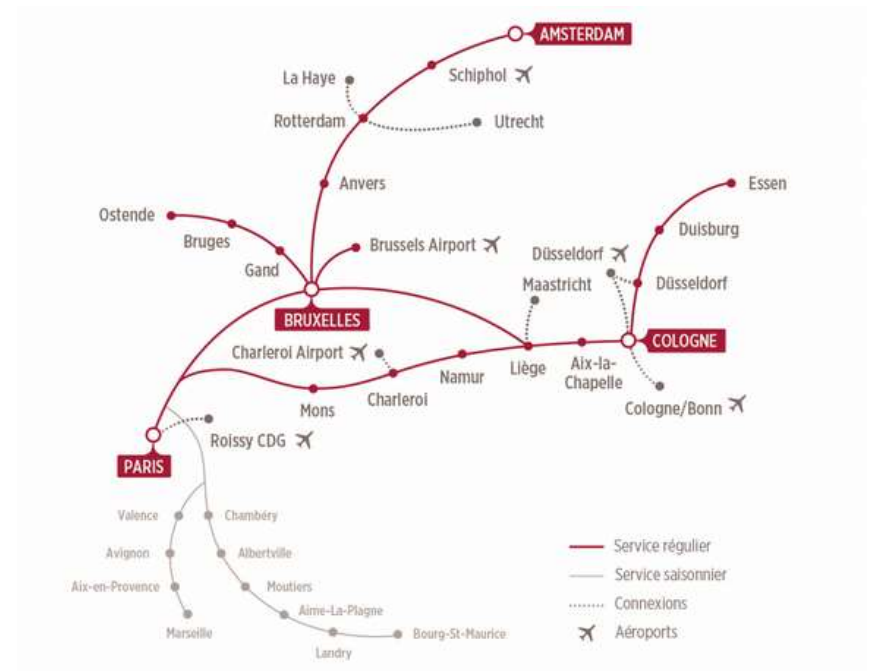 AMSTERDAM
Schiphol
La Haye
Rotterdam
Utrecht
Anvers
Essen
Ostende
Bruges
Duisburg
Gand
Brussels Airport
Düsseldorf
Maastricht
Düsseldorf
BRUXELLES
COLOGNE
Charleroi Airport
Namur
Liège
Aix-la-
Chapelle
Charleroi
Mons
Cologne/Bonn
Roissy CDG
PARIS
Valence
Chambéry
Avignon
Albertville
Aix-en-Provence
Moutiers
Aime-La-Plagne
Marseille
Landry
Bourg-St-Maurice
Service régulier
Service saisonnier
Connexions
Aéroports